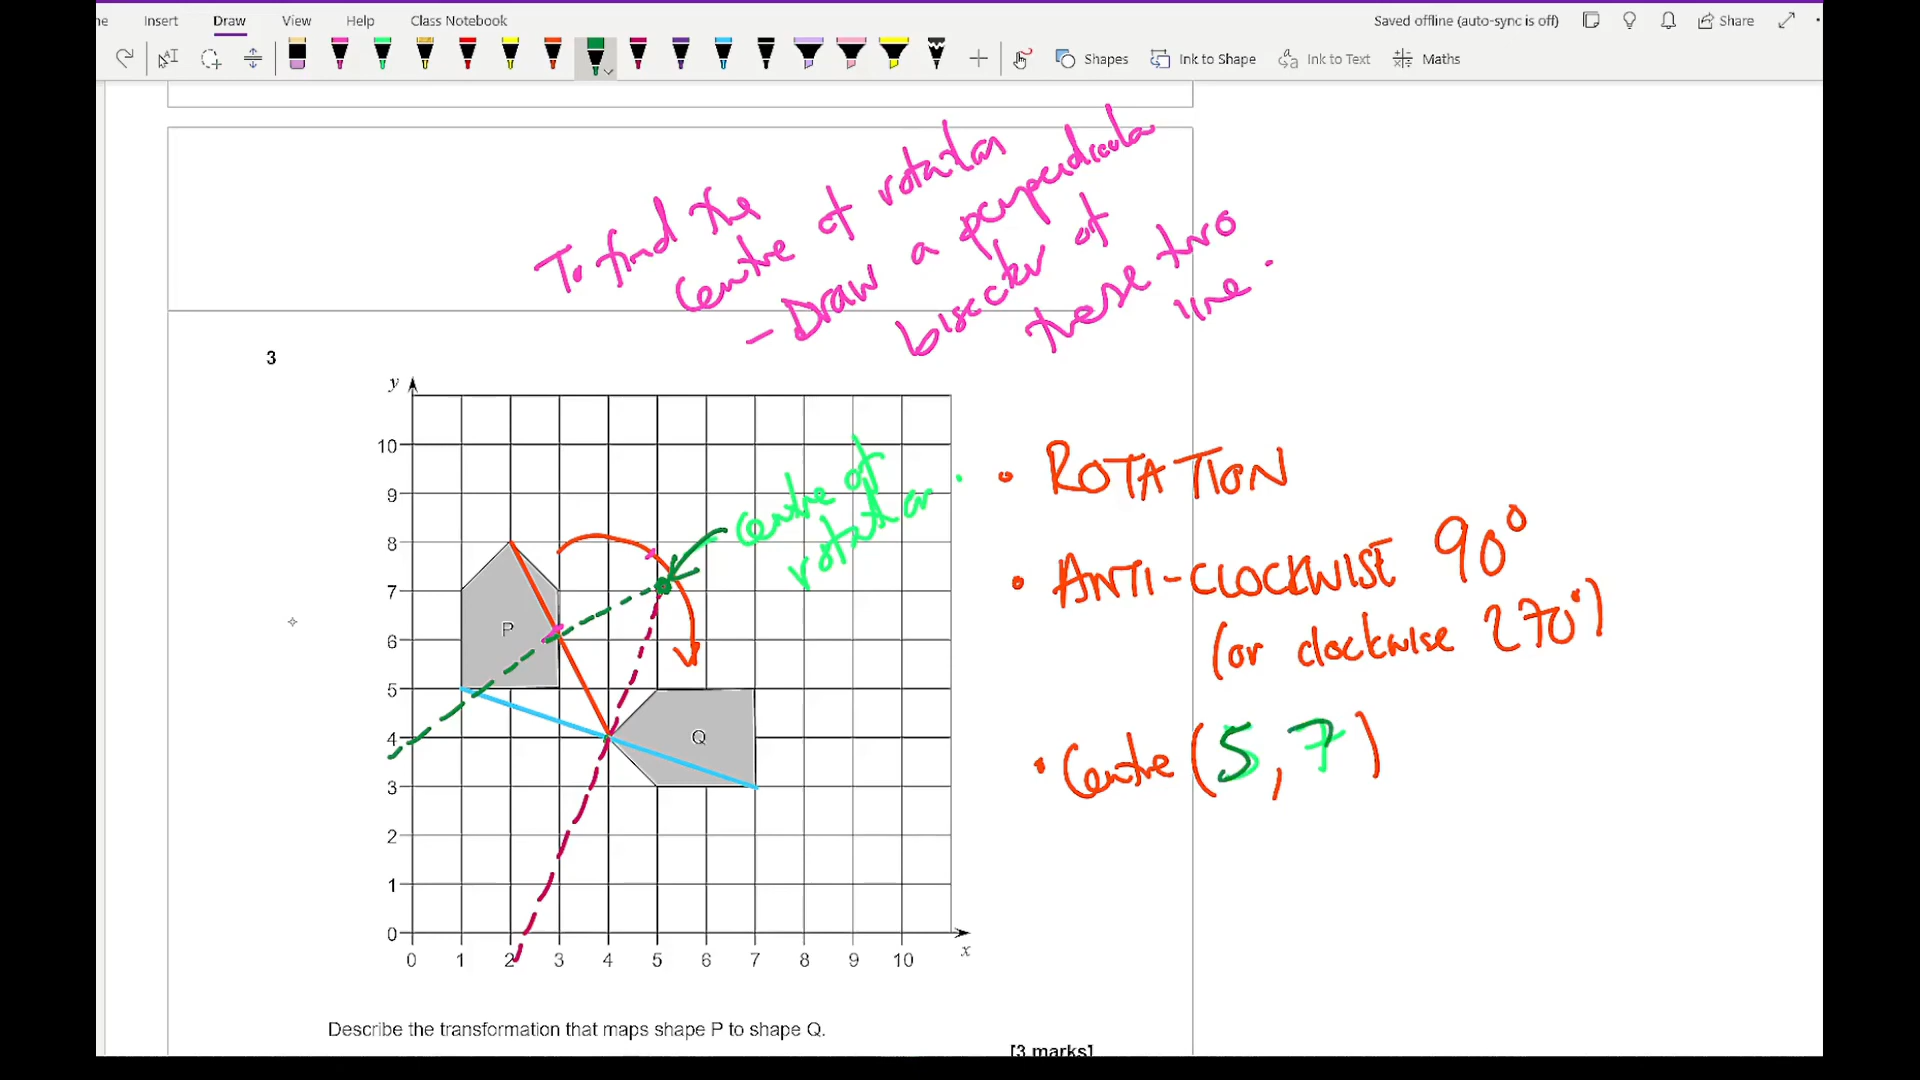 Insert Draw View Help Class Notebook Saved offline (auto-sync is off) Share
Shapes Ink to Shape Ink to Text Maths
To find the
centre of rotation
- Draw a perpendicular
bisector of
these two
line.
3
y
10
9
8
7
6
5
4
3
2
1
0
0 1 2 3 4 5 6 7 8 9 10
x
P
Q
centre of
rotation.
• ROTATION
• ANTI-CLOCKWISE 90°
(or clockwise 270°)
• Centre (5, 7)
Describe the transformation that maps shape P to shape Q.
[3 marks]